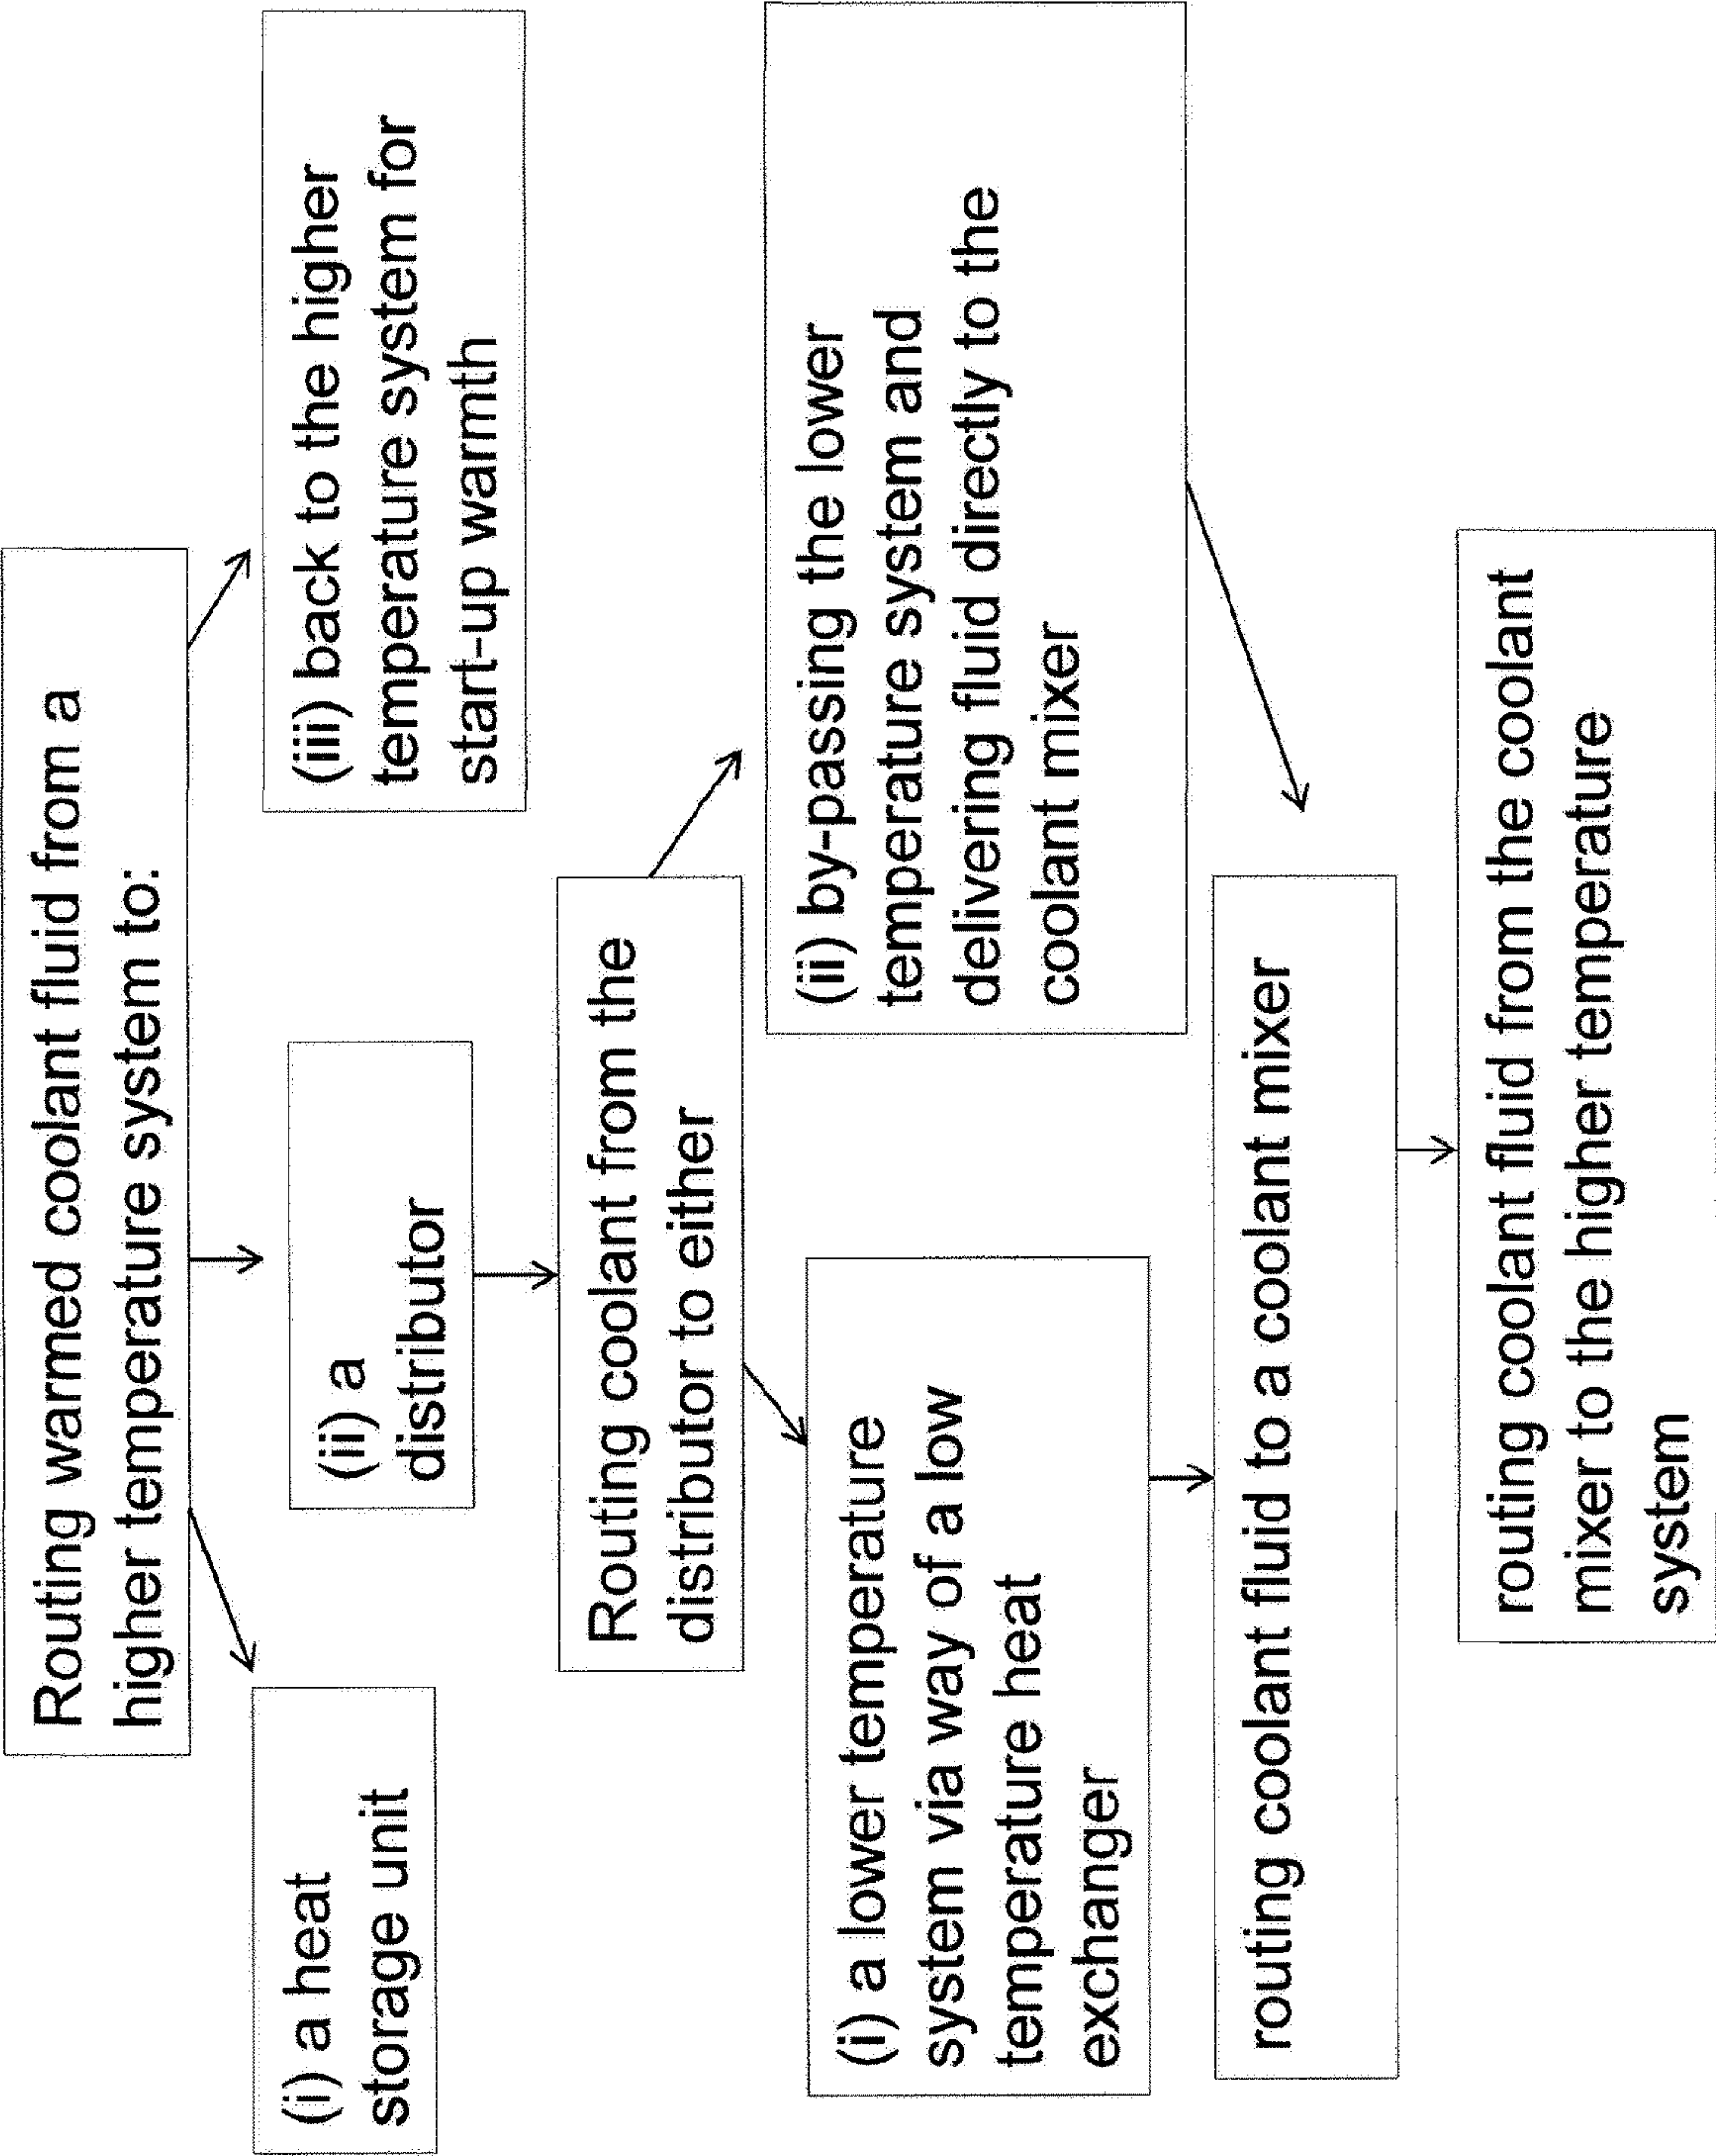 Routing warmed coolant fluid from a
higher temperature system to:
(i) a heat
storage unit
(ii) a
distributor
(iii) back to the higher
temperature system for
start-up warmth
Routing coolant from the
distributor to either
(i) a lower temperature
system via way of a low
temperature heat
exchanger
(ii) by-passing the lower
temperature system and
delivering fluid directly to the
coolant mixer
routing coolant fluid to a coolant mixer
routing coolant fluid from the coolant
mixer to the higher temperature
system